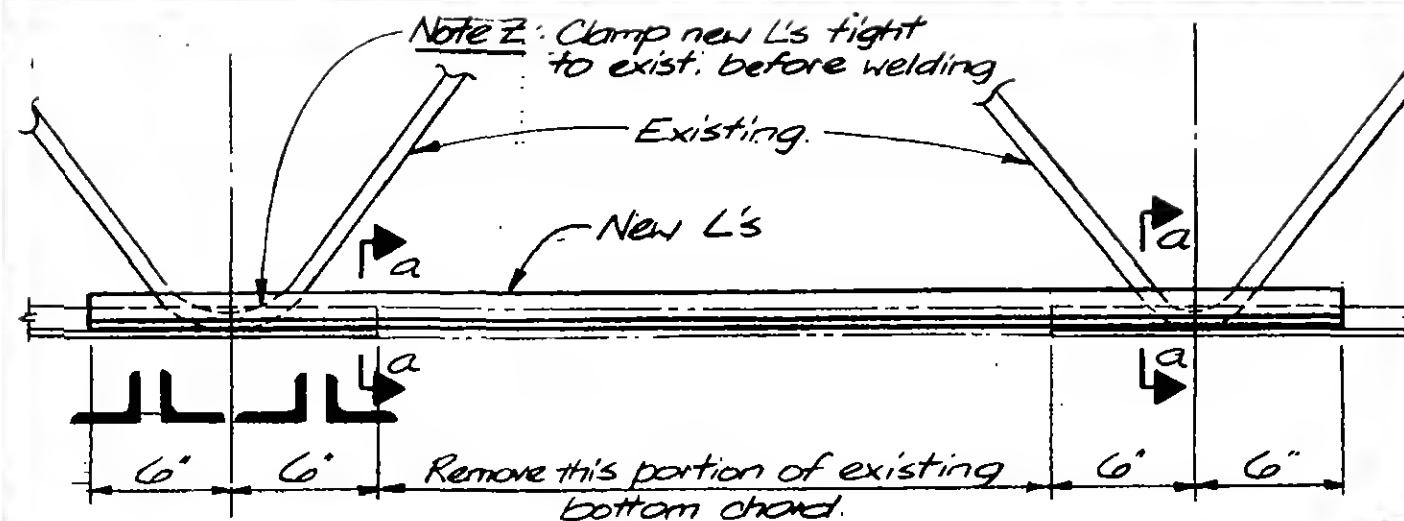 Note Z: Clamp new L's tight
to exist. before welding
Existing.
New L's
a
a
a
a
6"
6"
Remove this portion of existing
bottom chord.
6"
6"